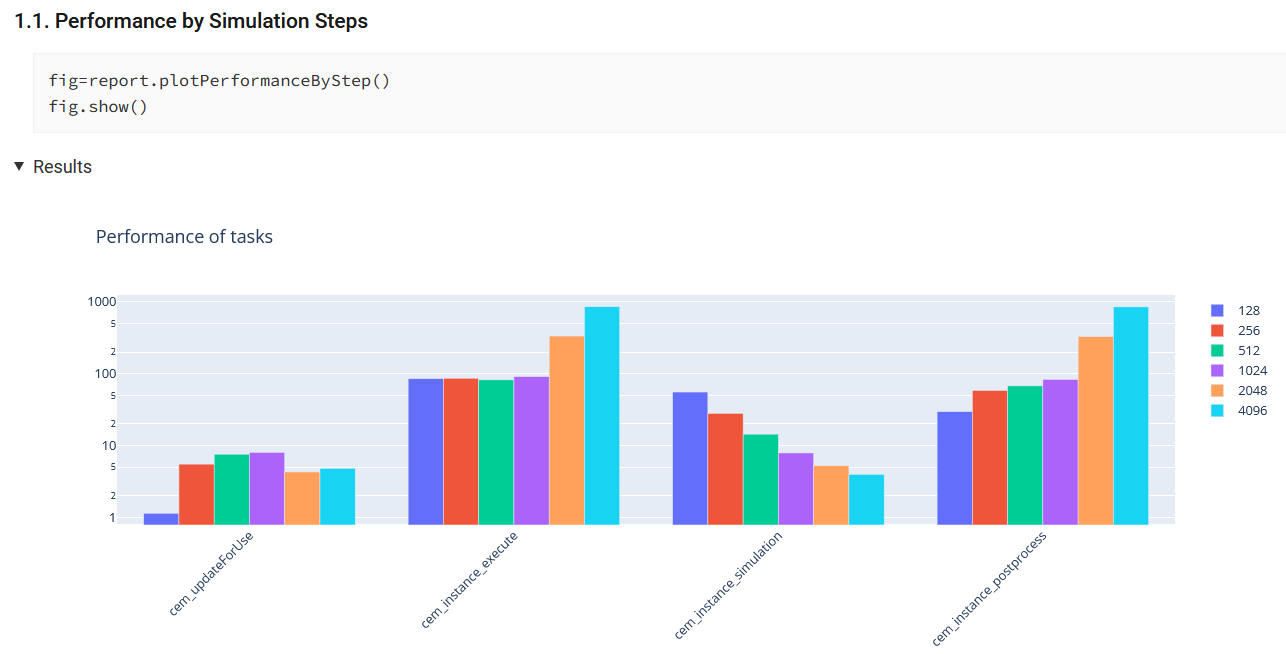 1.1. Performance by Simulation Steps
fig=report.plotPerformanceByStep()
fig.show()
▼ Results
Performance of tasks
1000
5
2
100
5
2
10
5
2
1
cem_updateForUse
cem_instance_execute
cem_instance_simulation
cem_instance_postprocess
128
256
512
1024
2048
4096